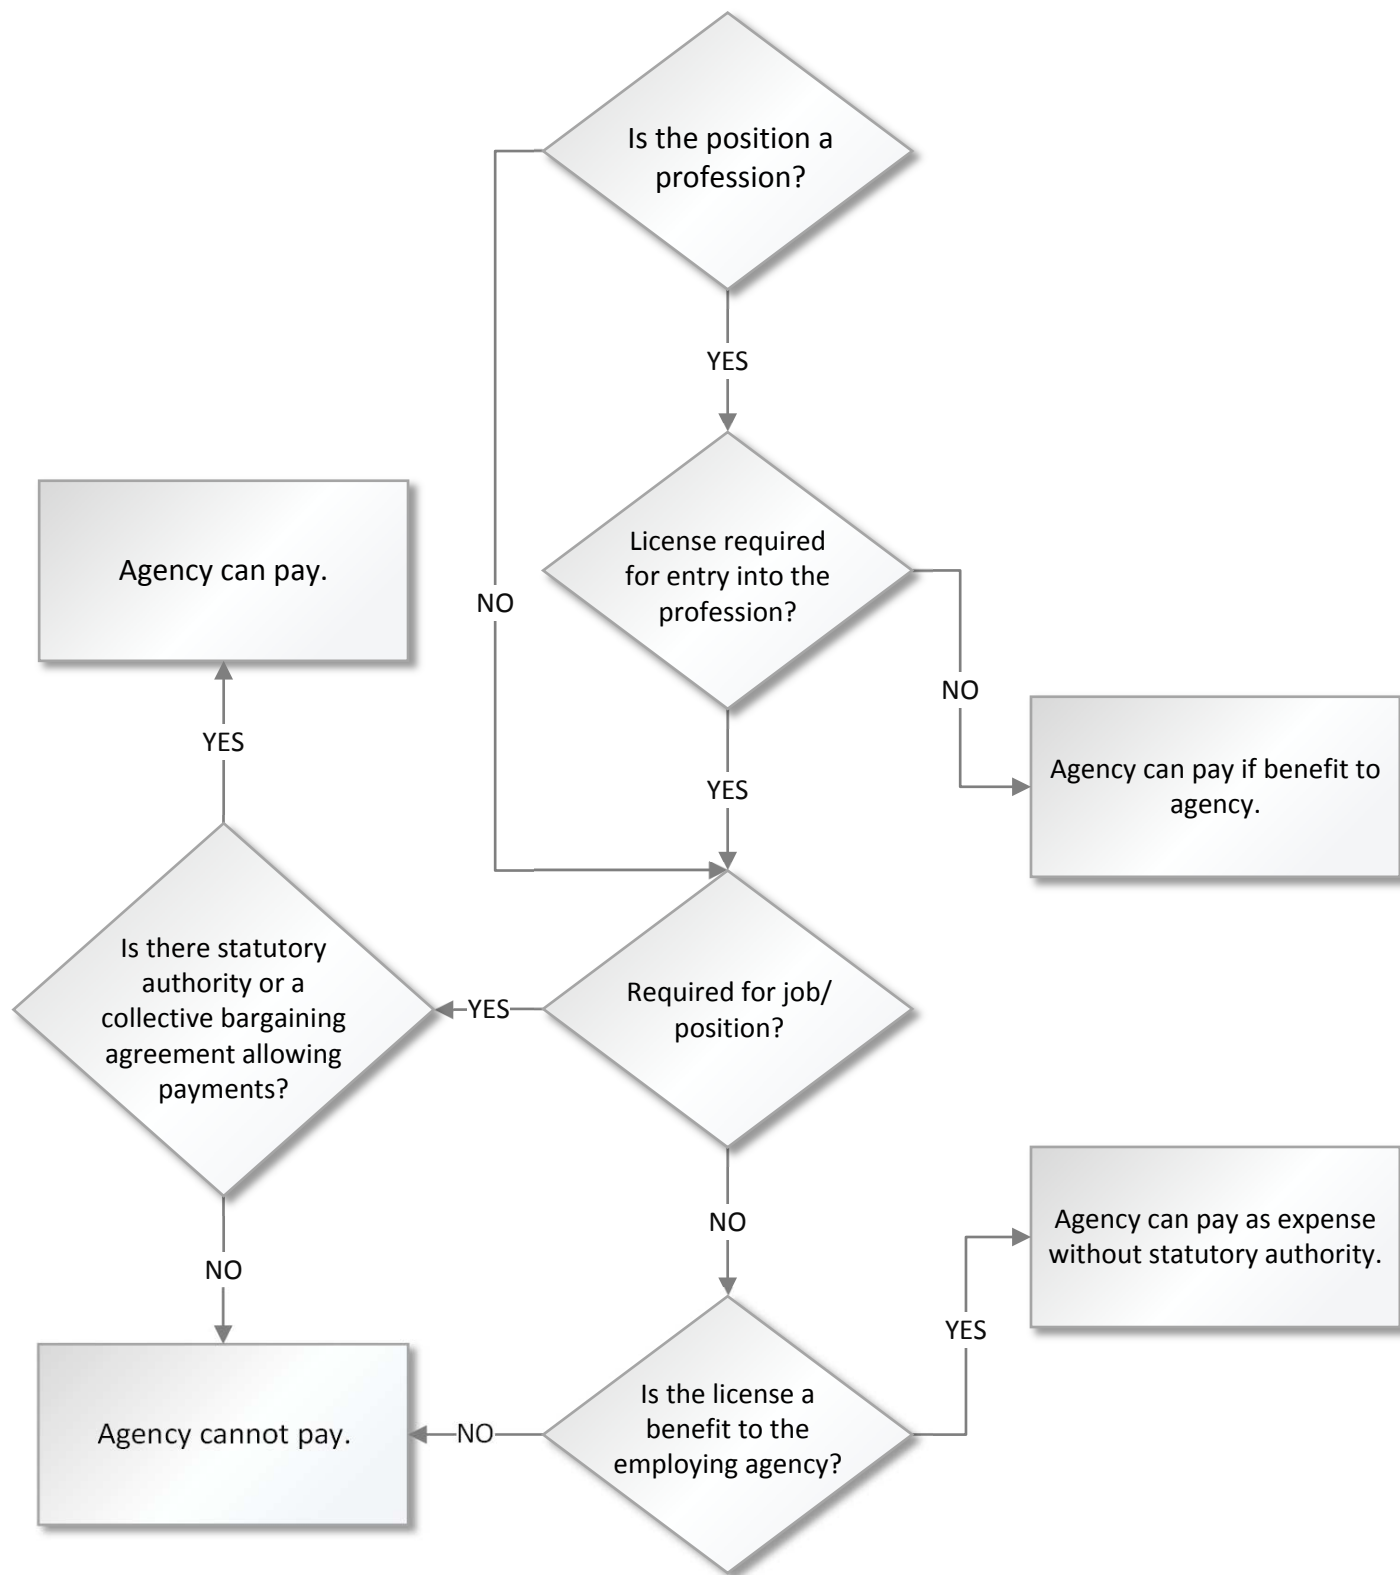 Is the position a
profession?
YES
License required
for entry into the
profession?
NO
Agency can pay.
NO
YES
YES
Agency can pay if benefit to
agency.
Is there statutory
authority or a
collective bargaining
agreement allowing
payments?
YES
Required for job/
position?
NO
NO
Agency can pay as expense
without statutory authority.
YES
Is the license a
benefit to the
employing agency?
NO
Agency cannot pay.